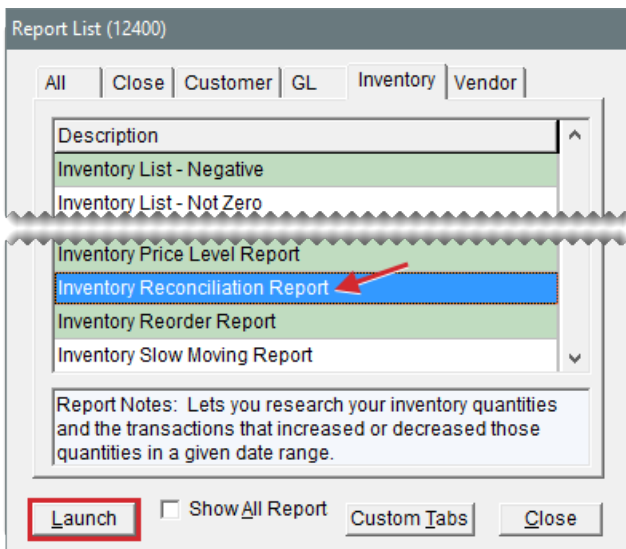 Report List (12400)
All Close Customer GL Inventory Vendor
Description
Inventory List - Negative
Inventory List - Not Zero
Inventory Price Level Report
Inventory Reconciliation Report
Inventory Reorder Report
Inventory Slow Moving Report
Report Notes: Lets you research your inventory quantities
and the transactions that increased or decreased those
quantities in a given date range.
Launch Show All Report Custom Tabs Close